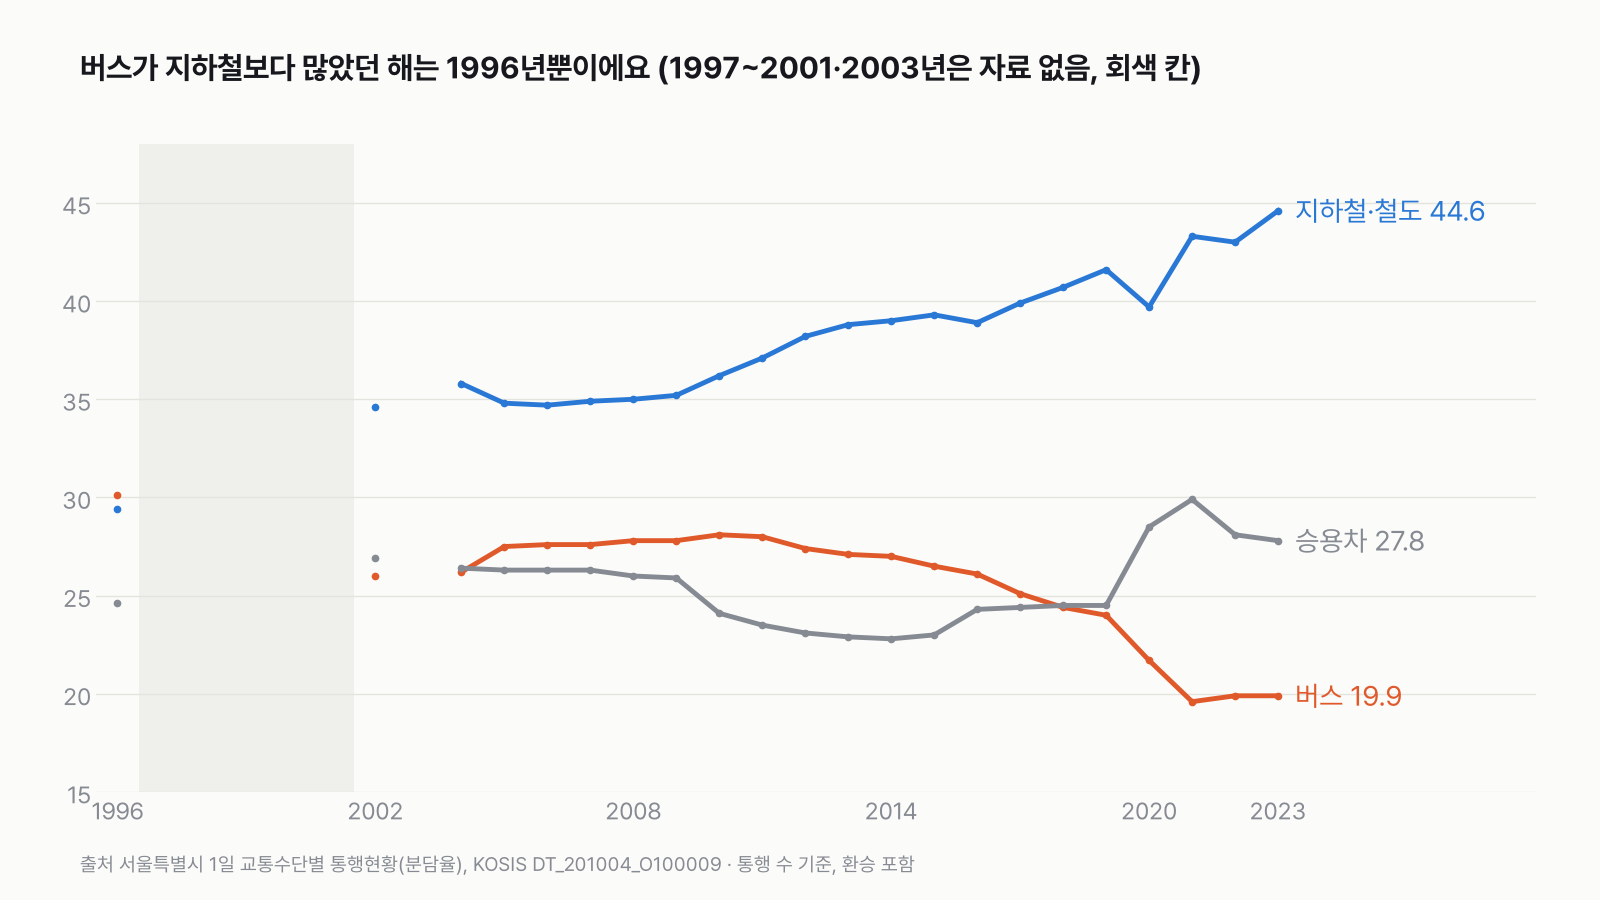 버스가 지하철보다 많았던 해는 1996년뿐이에요 (1997~2001·2003년은 자료 없음, 회색 칸)
45
지하철·철도 44.6
40
35
30
승용차 27.8
25
20
버스 19.9
15
1996
2002
2008
2014
2020
2023
출처 서울특별시 1일 교통수단별 통행현황(분담율), KOSIS DT_201004_O100009 · 통행 수 기준, 환승 포함